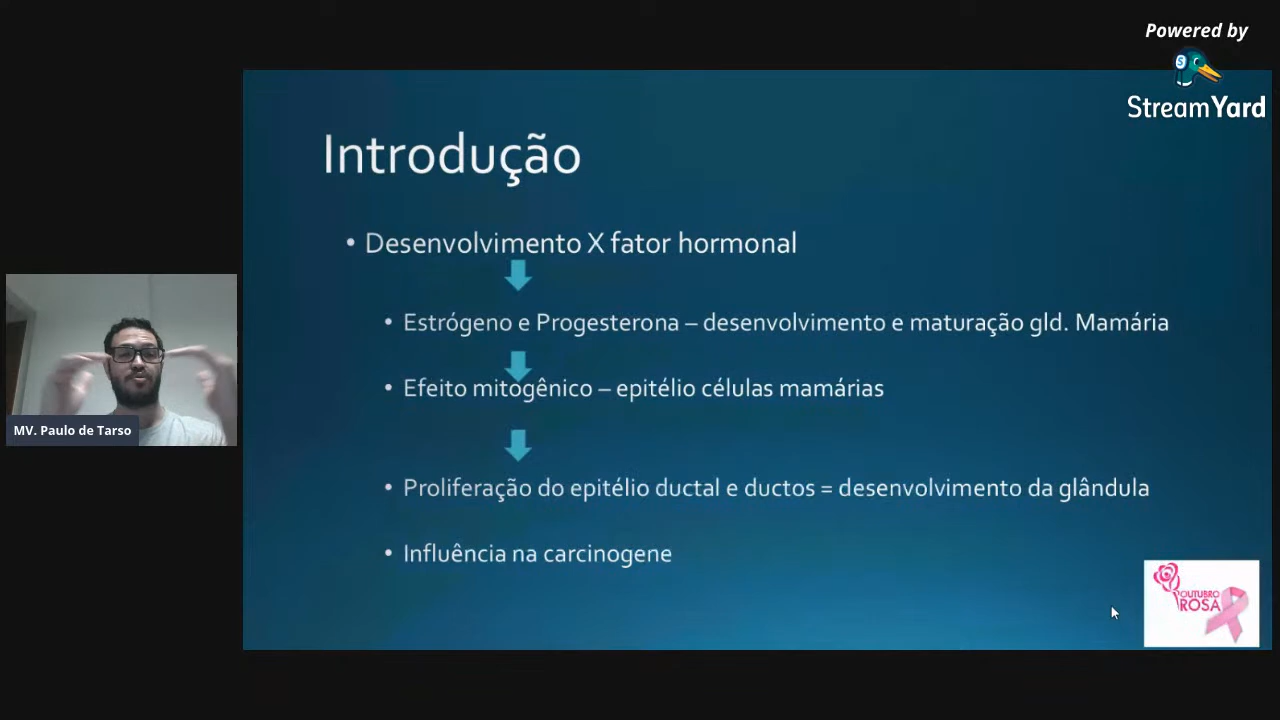 Powered by
StreamYard
Introdução
• Desenvolvimento X fator hormonal
• Estrógeno e Progesterona – desenvolvimento e maturação gld. Mamária
• Efeito mitogênico – epitélio células mamárias
• Proliferação do epitélio ductal e ductos = desenvolvimento da glândula
• Influência na carcinogene
MV. Paulo de Tarso
OUTUBRO
ROSA